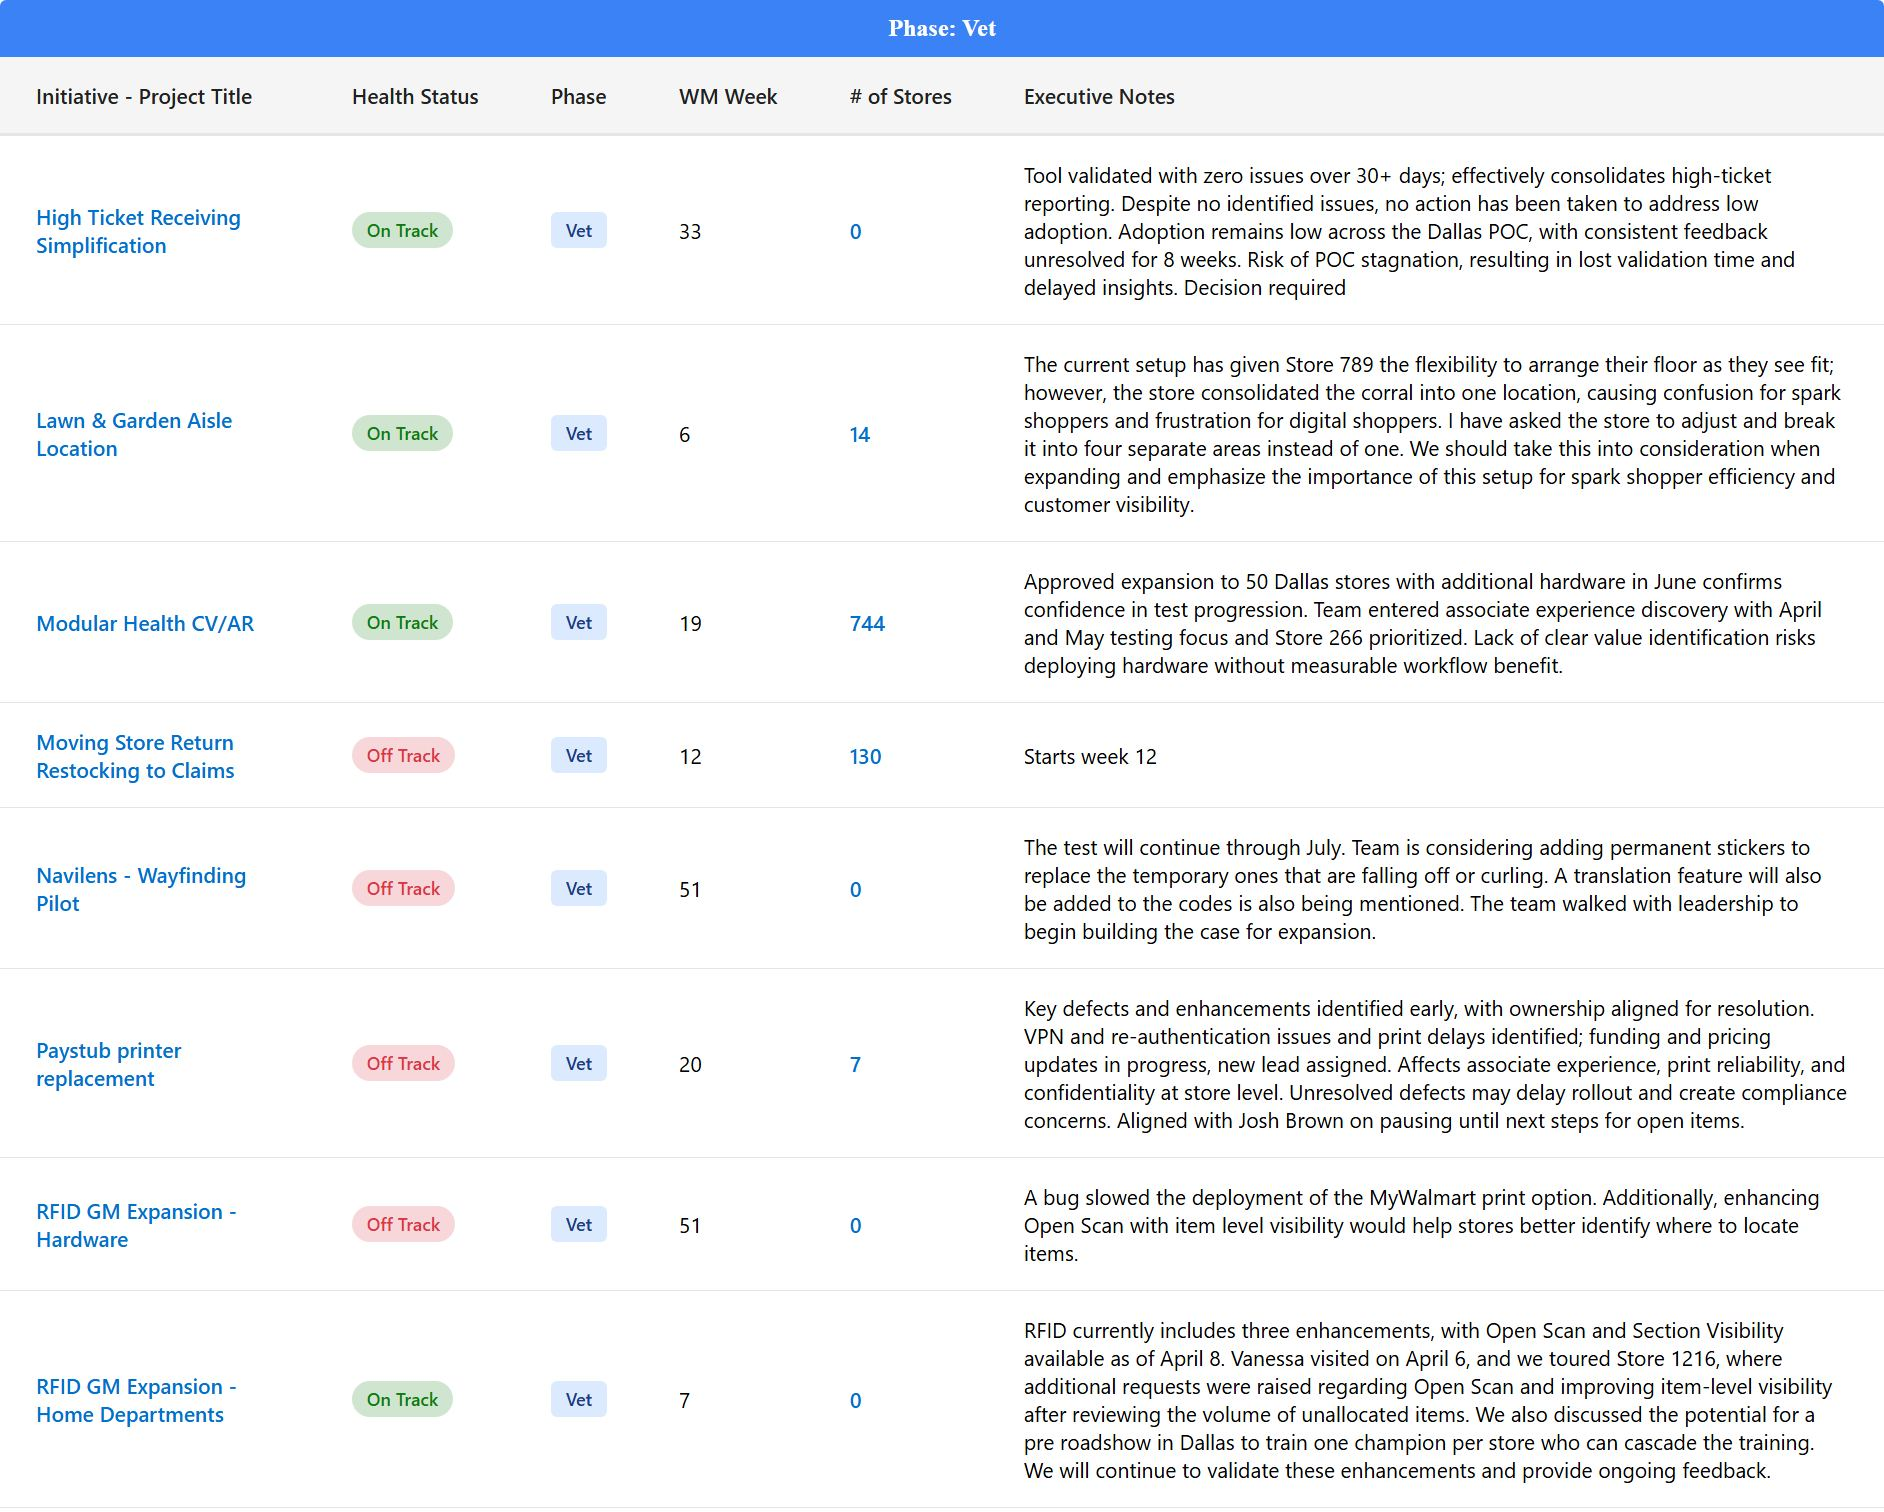 Phase: Vet
Initiative - Project Title
Health Status
Phase
WM Week
# of Stores
Executive Notes
High Ticket Receiving
Simplification
On Track
Vet
33
0
Tool validated with zero issues over 30+ days; effectively consolidates high-ticket
reporting. Despite no identified issues, no action has been taken to address low
adoption. Adoption remains low across the Dallas POC, with consistent feedback
unresolved for 8 weeks. Risk of POC stagnation, resulting in lost validation time and
delayed insights. Decision required
Lawn & Garden Aisle
Location
On Track
Vet
6
14
The current setup has given Store 789 the flexibility to arrange their floor as they see fit;
however, the store consolidated the corral into one location, causing confusion for spark
shoppers and frustration for digital shoppers. I have asked the store to adjust and break
it into four separate areas instead of one. We should take this into consideration when
expanding and emphasize the importance of this setup for spark shopper efficiency and
customer visibility.
Modular Health CV/AR
On Track
Vet
19
744
Approved expansion to 50 Dallas stores with additional hardware in June confirms
confidence in test progression. Team entered associate experience discovery with April
and May testing focus and Store 266 prioritized. Lack of clear value identification risks
deploying hardware without measurable workflow benefit.
Moving Store Return
Restocking to Claims
Off Track
Vet
12
130
Starts week 12
Navilens - Wayfinding
Pilot
Off Track
Vet
51
0
The test will continue through July. Team is considering adding permanent stickers to
replace the temporary ones that are falling off or curling. A translation feature will also
be added to the codes is also being mentioned. The team walked with leadership to
begin building the case for expansion.
Paystub printer
replacement
Off Track
Vet
20
7
Key defects and enhancements identified early, with ownership aligned for resolution.
VPN and re-authentication issues and print delays identified; funding and pricing
updates in progress, new lead assigned. Affects associate experience, print reliability, and
confidentiality at store level. Unresolved defects may delay rollout and create compliance
concerns. Aligned with Josh Brown on pausing until next steps for open items.
RFID GM Expansion -
Hardware
Off Track
Vet
51
0
A bug slowed the deployment of the MyWalmart print option. Additionally, enhancing
Open Scan with item level visibility would help stores better identify where to locate
items.
RFID GM Expansion -
Home Departments
On Track
Vet
7
0
RFID currently includes three enhancements, with Open Scan and Section Visibility
available as of April 8. Vanessa visited on April 6, and we toured Store 1216, where
additional requests were raised regarding Open Scan and improving item-level visibility
after reviewing the volume of unallocated items. We also discussed the potential for a
pre roadshow in Dallas to train one champion per store who can cascade the training.
We will continue to validate these enhancements and provide ongoing feedback.